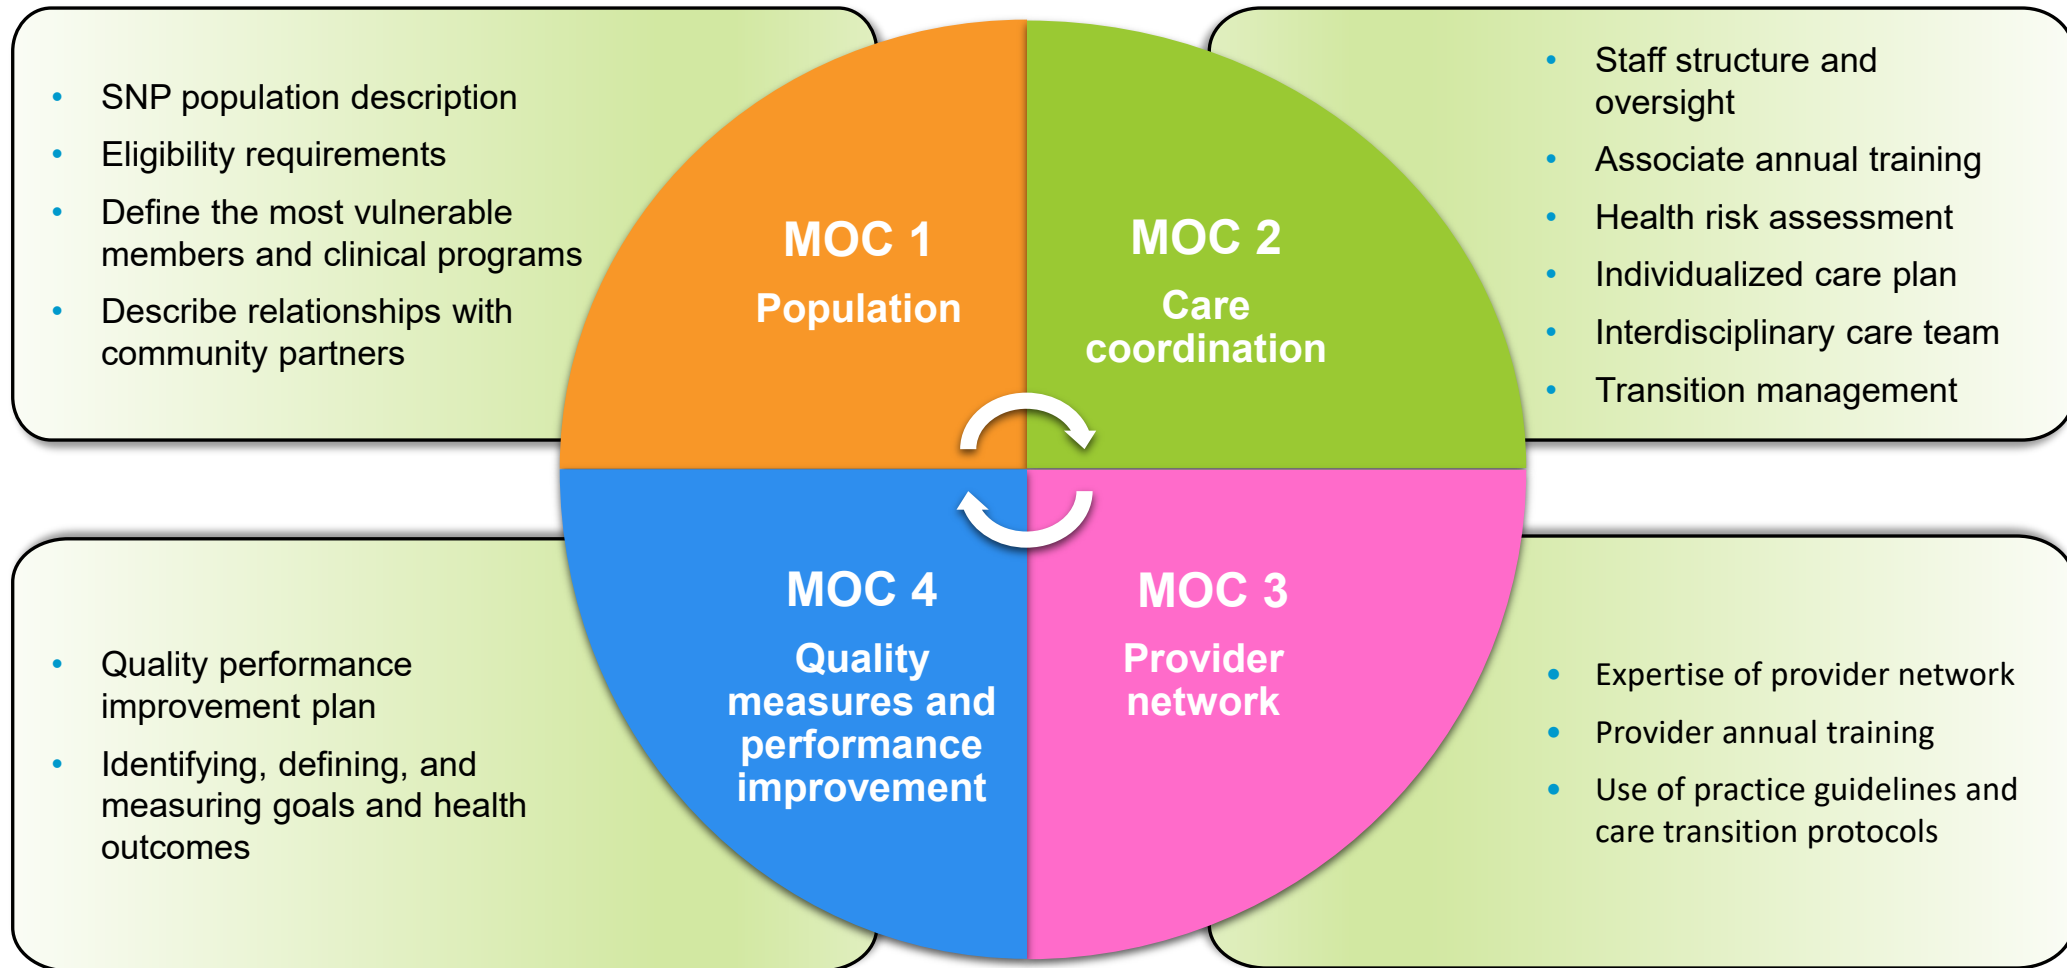 • SNP population description
• Eligibility requirements
• Define the most vulnerable
members and clinical programs
• Describe relationships with
community partners
MOC 1
Population
MOC 2
Care
coordination
• Staff structure and
oversight
• Associate annual training
• Health risk assessment
• Individualized care plan
• Interdisciplinary care team
• Transition management
• Quality performance
improvement plan
• Identifying, defining, and
measuring goals and health
outcomes
MOC 4
Quality
measures and
performance
improvement
MOC 3
Provider
network
• Expertise of provider network
• Provider annual training
• Use of practice guidelines and
care transition protocols